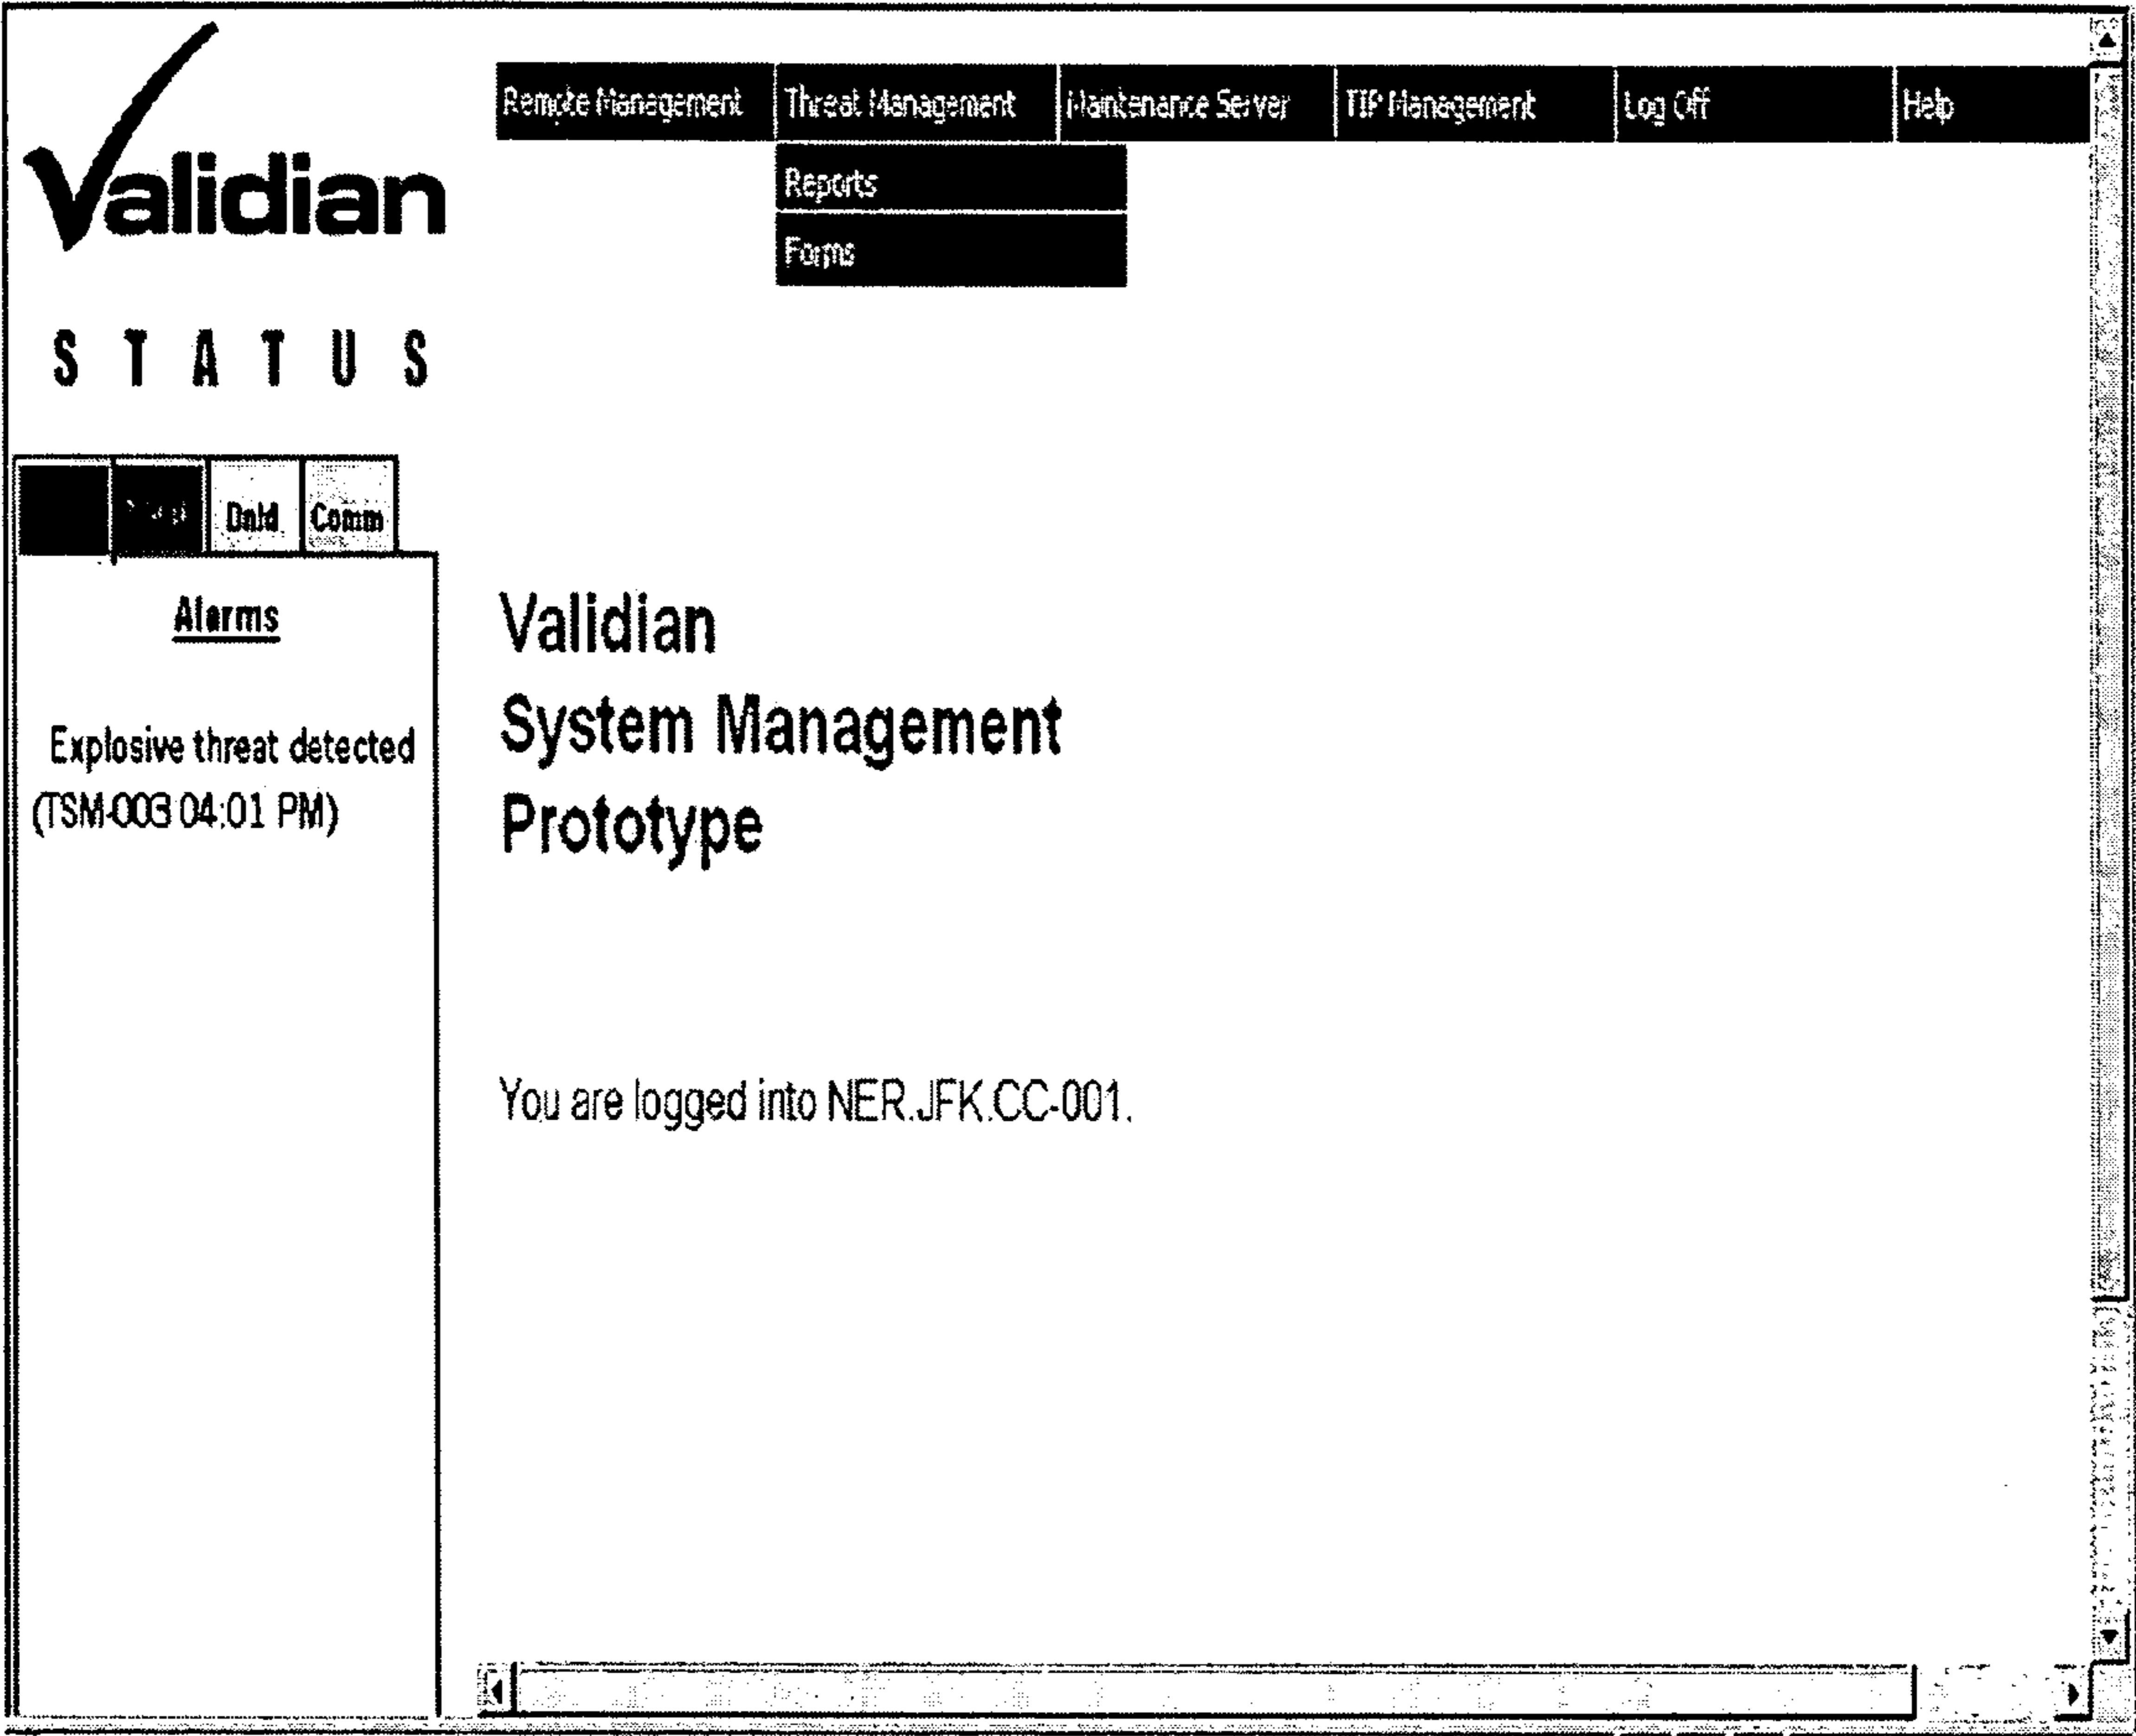 Validian
Remote Management Threat Management Maintenance Server TIP Management Log Off Help
Reports
Forms
STATUS
Dnld Comm
Alarms
Explosive threat detected
(TSM-003 04:01 PM)
Validian
System Management
Prototype
You are logged into NER.JFK.CC-001.